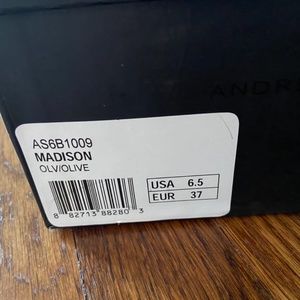 ANDR
AS6B1009
MADISON
OLV/OLIVE
USA 6.5
EUR 37
8 82713 88280 3